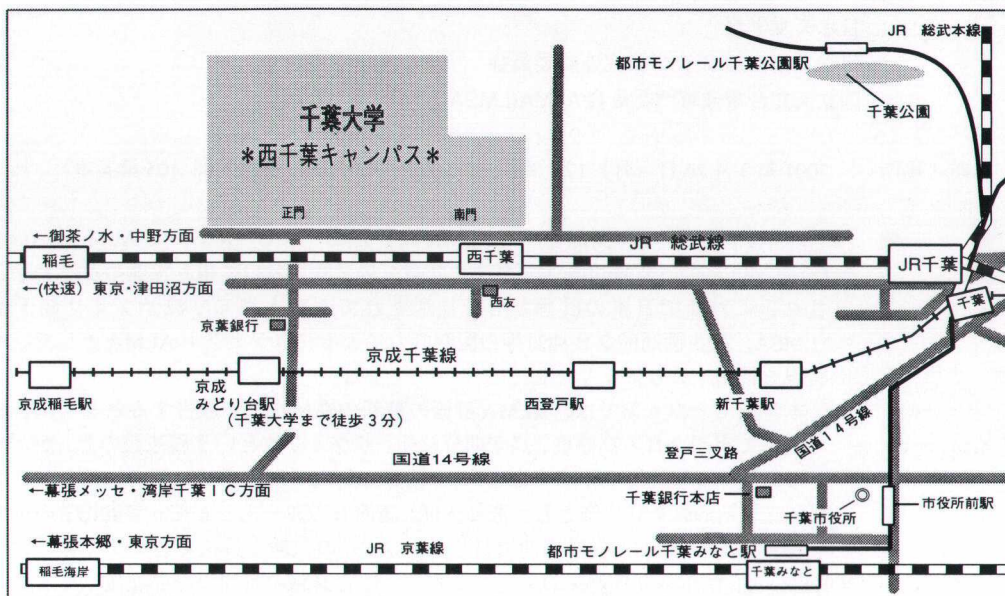 JR 総武本線
都市モノレール千葉公園駅
千葉公園
千葉大学
*西千葉キャンパス*
正門
南門
←御茶ノ水・中野方面
JR 総武線
稲毛
西千葉
JR千葉
←(快速) 東京・津田沼方面
西友
千葉
京葉銀行
京成千葉線
京成稲毛駅
京成
みどり台駅
(千葉大学まで徒歩3分)
西登戸駅
新千葉駅
登戸三叉路
国道14号線
国道14号線
←幕張メッセ・湾岸千葉IC方面
千葉銀行本店
千葉市役所
市役所前駅
←幕張本郷・東京方面
JR 京葉線
都市モノレール千葉みなと駅
稲毛海岸
千葉みなと